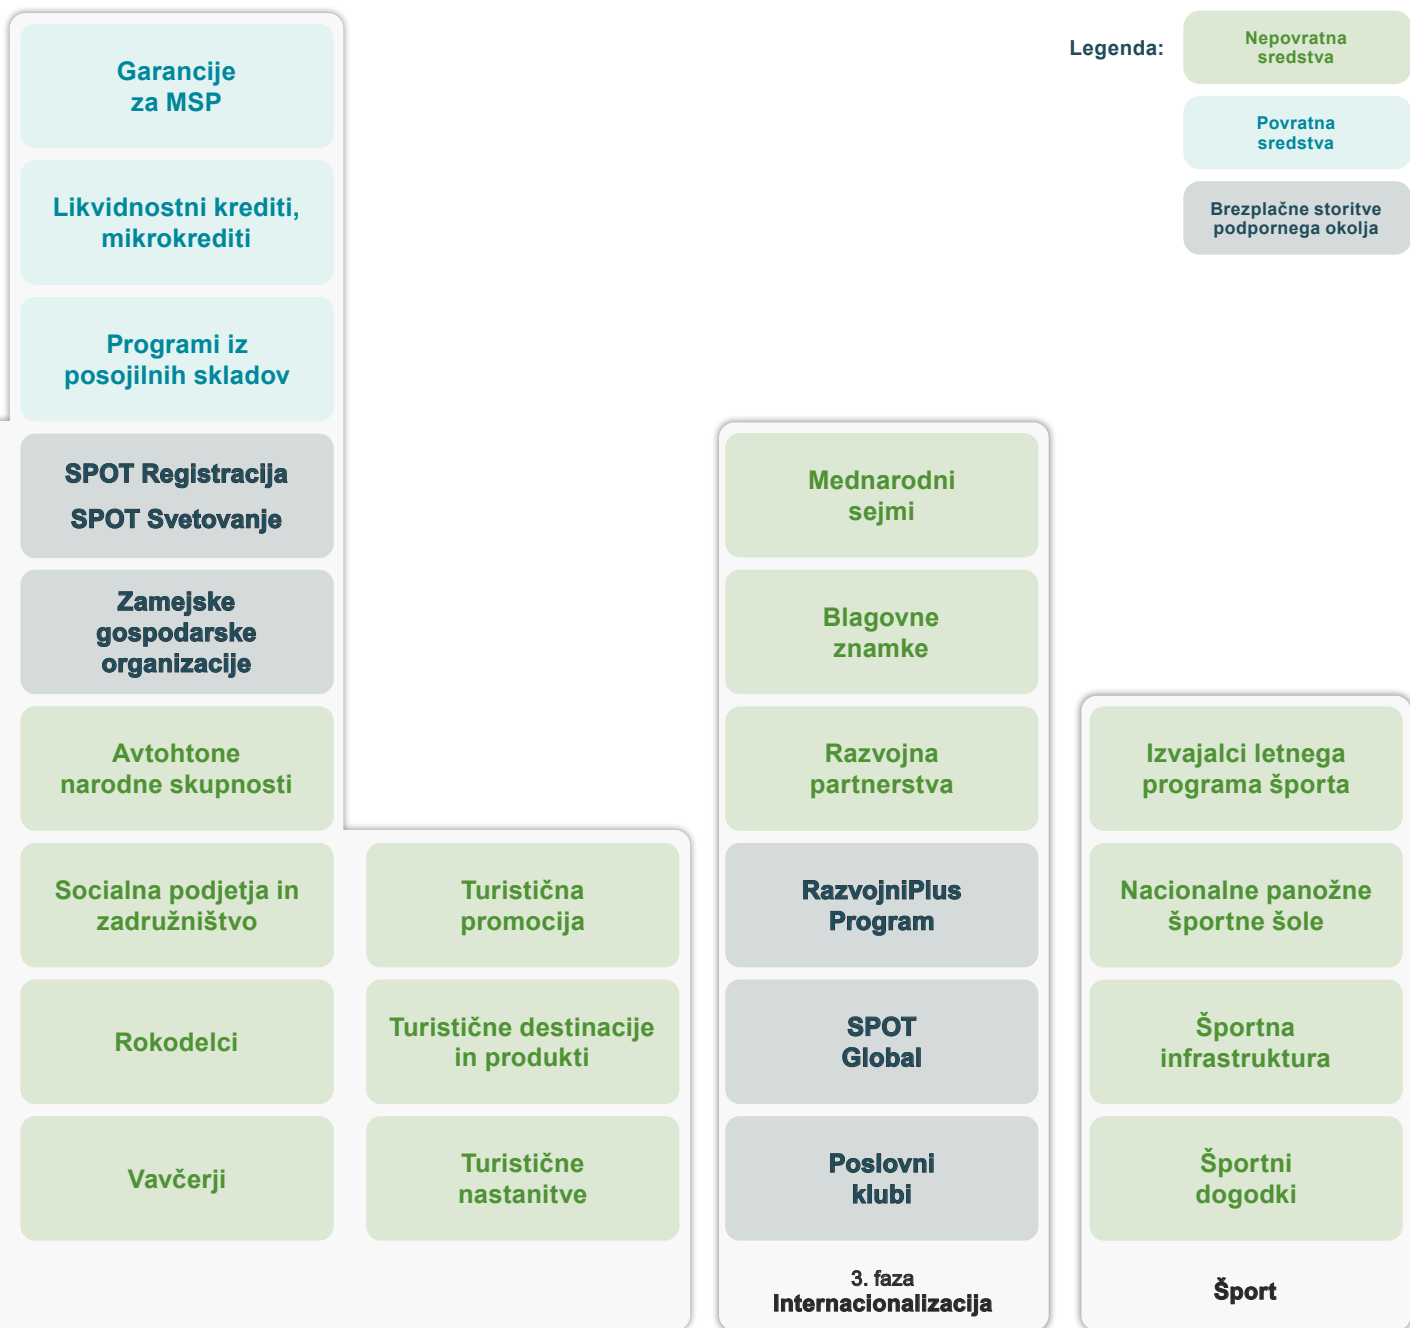 Garancije
za MSP
Likvidnostni krediti,
mikrokrediti
Programi iz
posojilnih skladov
SPOT Registracija
SPOT Svetovanje
Zamejske
gospodarske
organizacije
Avtohtone
narodne skupnosti
Socialna podjetja in
zadružništvo
Rokodelci
Vavčerji
Turistična
promocija
Turistične destinacije
in produkti
Turistične
nastanitve
Mednarodni
sejmi
Blagovne
znamke
Razvojna
partnerstva
RazvojniPlus
Program
SPOT
Global
Poslovni
klubi
3. faza
Internacionalizacija
Legenda:
Nepovratna
sredstva
Povratna
sredstva
Brezplačne storitve
podpornega okolja
Izvajalci letnega
programa športa
Nacionalne panožne
športne šole
Športna
infrastruktura
Športni
dogodki
Šport